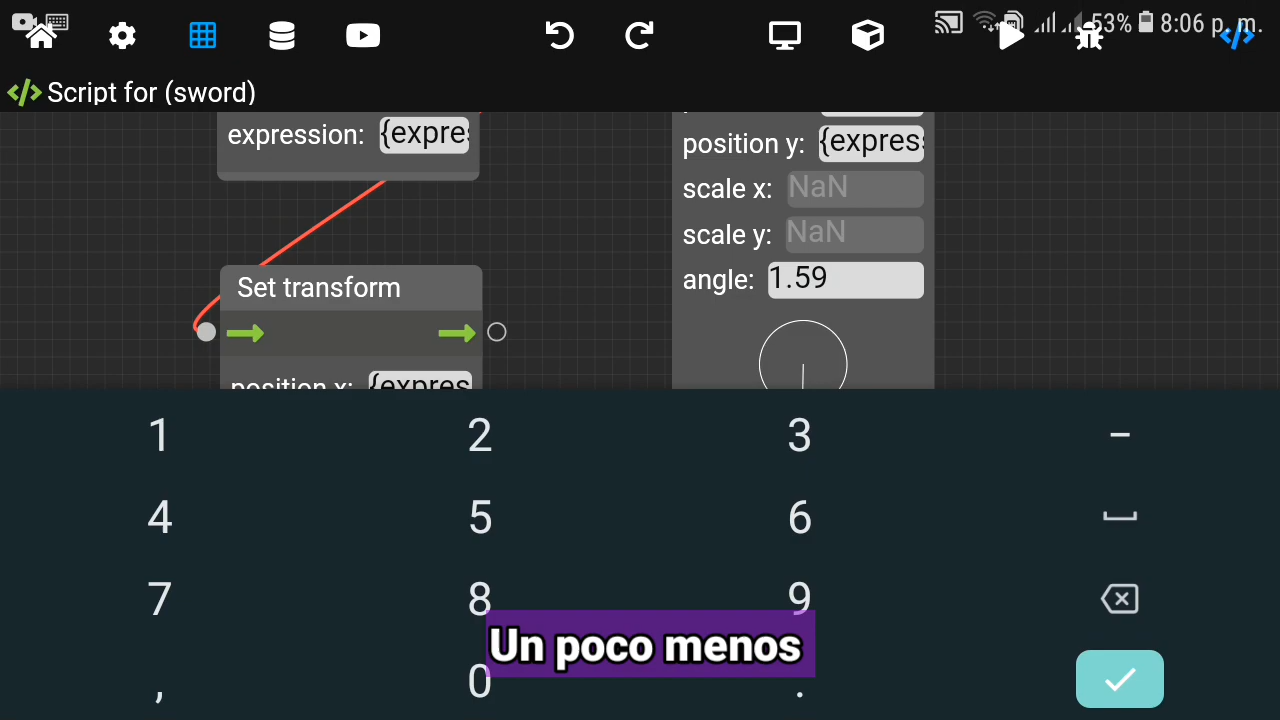 53% 8:06 p. m.
Script for (sword)
expression: {expres
position y: {express
scale x: NaN
scale y: NaN
angle: 1.59
Set transform
position x: {expres
1 2 3 -
4 5 6
7 8 9
Un poco menos
, 0 .